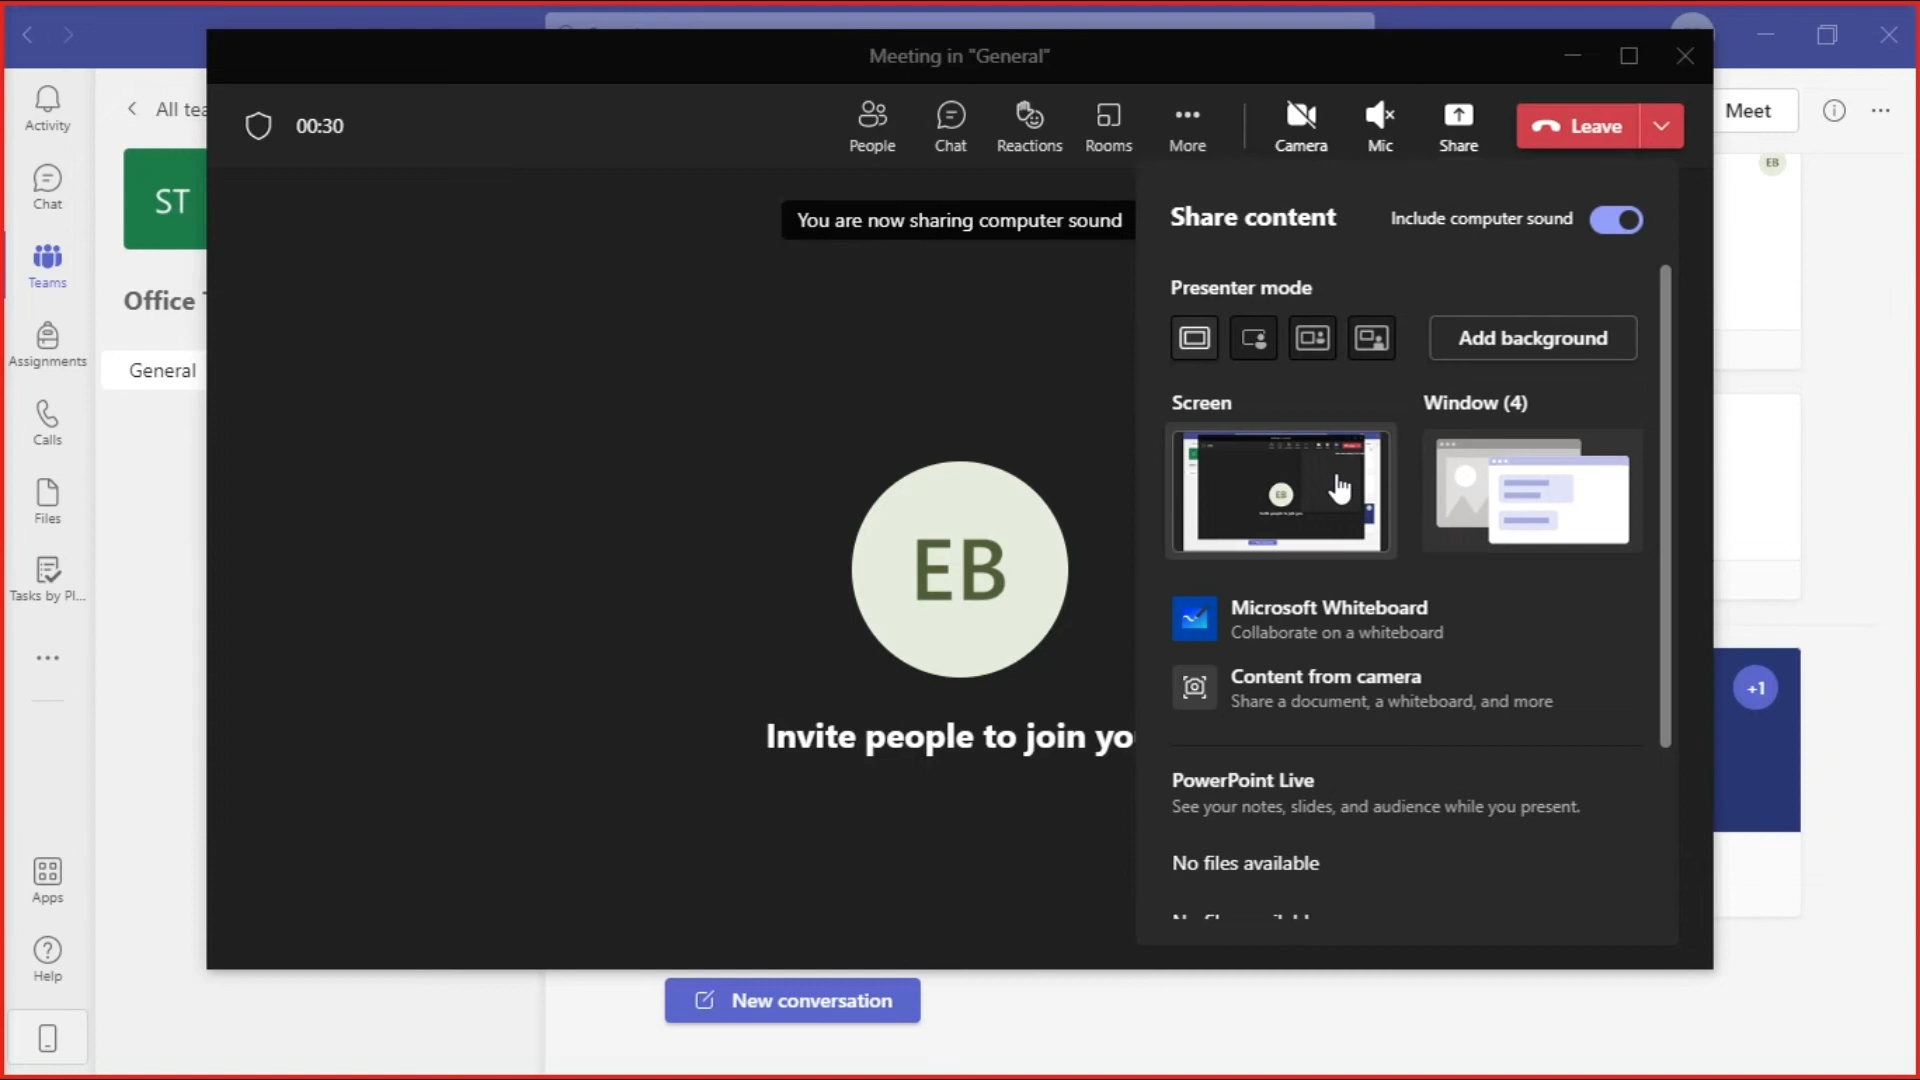 Meeting in "General"
00:30
People
Chat
Reactions
Rooms
More
Camera
Mic
Share
Leave
Meet
Activity
Chat
Teams
Assignments
Calls
Files
Tasks by Pl...
Apps
Help
All tea
ST
Office
General
You are now sharing computer sound
EB
Invite people to join yo
Share content
Include computer sound
Presenter mode
Add background
Screen
Window (4)
EB
Microsoft Whiteboard
Collaborate on a whiteboard
Content from camera
Share a document, a whiteboard, and more
PowerPoint Live
See your notes, slides, and audience while you present.
No files available
EB
+1
New conversation